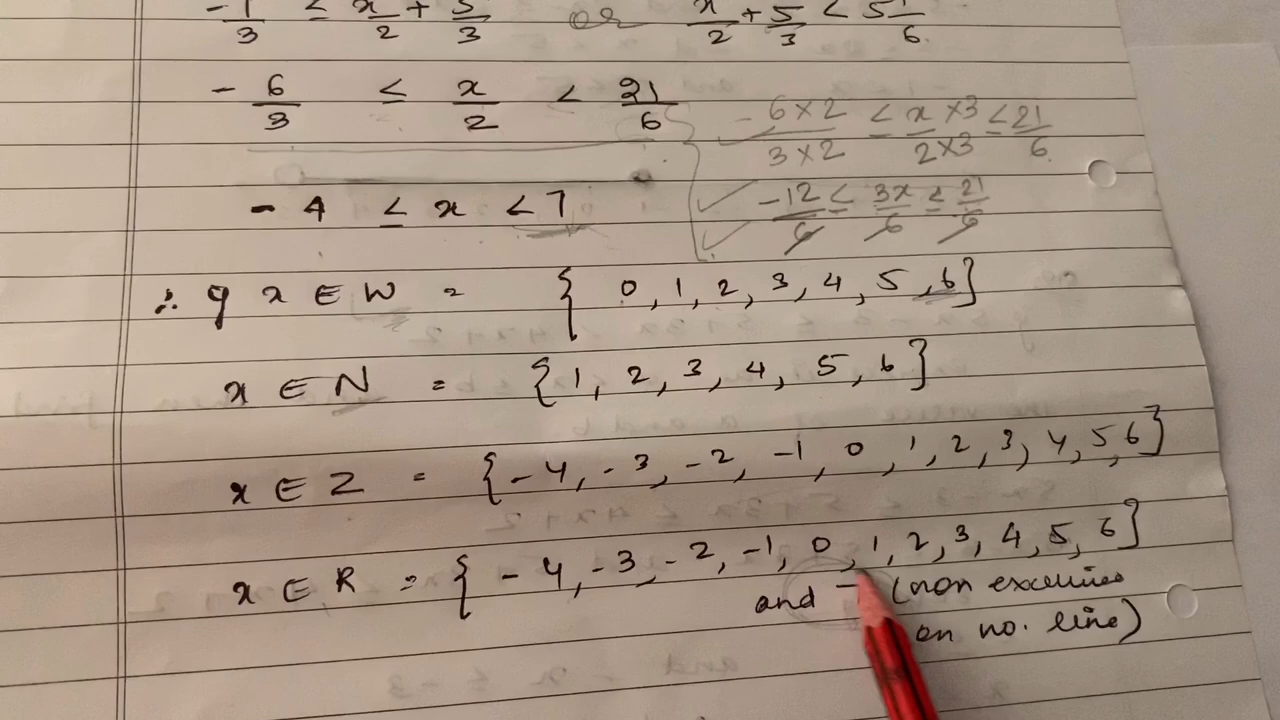 -1/3 ≤ x/2 + 5/3 or x/2 + 5/3 < 5 1/6
- 6/3 ≤ x/2 < 21/6
- 6×2/3×2 ≤ x×3/2×3 ≤ 21/6
-12/6 ≤ 3x/6 ≤ 21/6
- 4 ≤ x < 7
∴ if x ∈ W = { 0, 1, 2, 3, 4, 5, 6}
x ∈ N = {1, 2, 3, 4, 5, 6}
x ∈ Z = {-4, -3, -2, -1, 0, 1, 2, 3, 4, 5, 6}
x ∈ R = { -4, -3, -2, -1, 0, 1, 2, 3, 4, 5, 6}
and (non
on no. line)